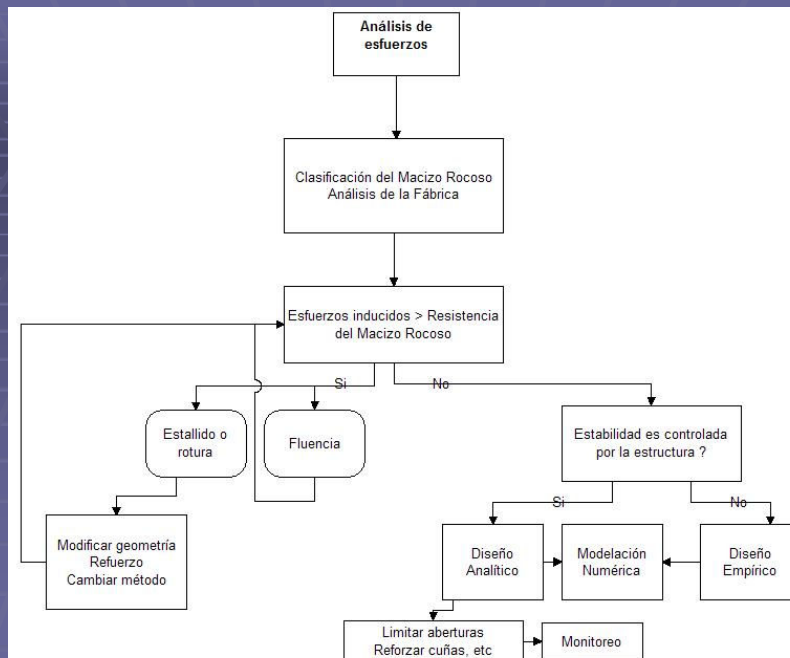 Análisis de
esfuerzos
Clasificación del Macizo Rocoso
Análisis de la Fábrica
Esfuerzos inducidos > Resistencia
del Macizo Rocoso
Si
No
Estallido o
rotura
Fluencia
Estabilidad es controlada
por la estructura ?
Si
No
Modificar geometría
Refuerzo
Cambiar método
Diseño
Analítico
Modelación
Numérica
Diseño
Empírico
Limitar aberturas
Reforzar cuñas, etc
Monitoreo